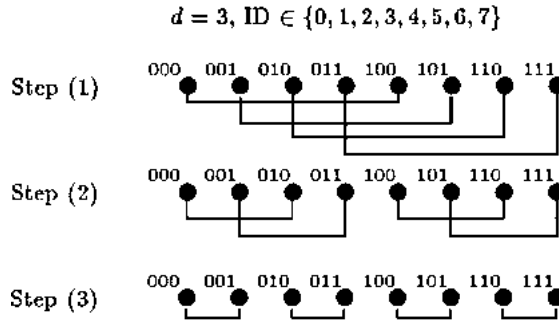 d = 3, ID ∈ {0, 1, 2, 3, 4, 5, 6, 7}
000 001 010 011 100 101 110 111
Step (1)
000 001 010 011 100 101 110 111
Step (2)
000 001 010 011 100 101 110 111
Step (3)